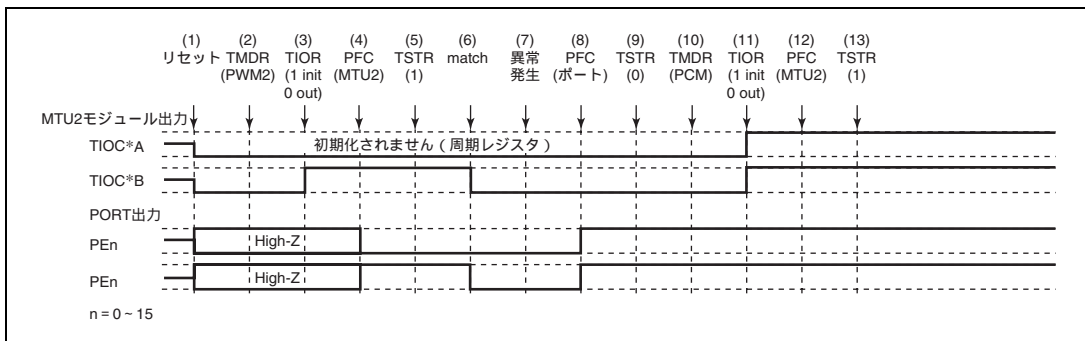 (1) (2) (3) (4) (5) (6) (7) (8) (9) (10) (11) (12) (13)
リセット TMDR TIOR PFC TSTR match 異常 PFC TSTR TMDR TIOR PFC TSTR
(PWM2) (1 init (MTU2) (1) 発生 (ポート) (0) (PCM) (1 init (MTU2) (1)
0 out) 0 out)
MTU2モジュール出力
TIOC*A 初期化されません（周期レジスタ）
TIOC*B
PORT出力
PEn High-Z
PEn High-Z
n = 0 ~ 15